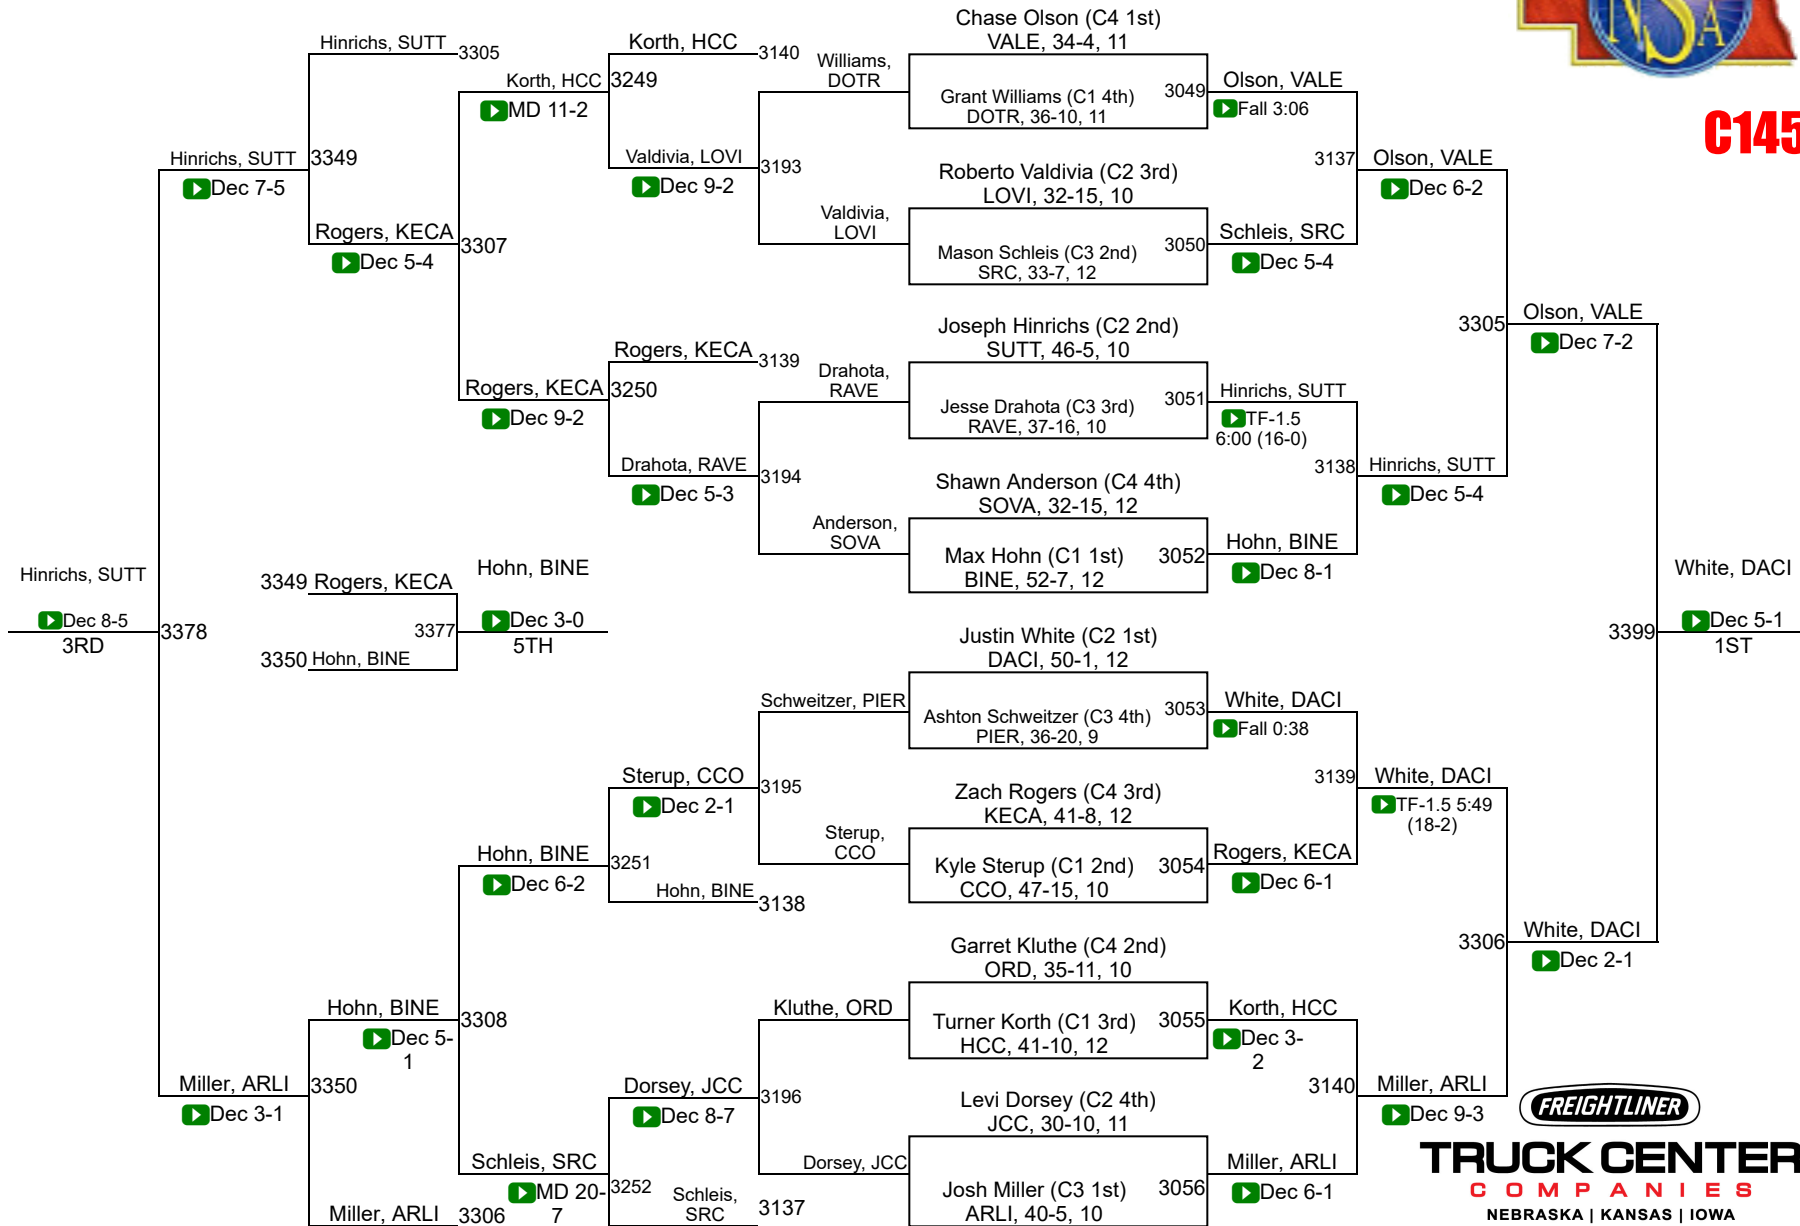 NSA
C145
Hinrichs, SUTT
3305
3349
Hinrichs, SUTT
Dec 7-5
Rogers, KECA
Dec 5-4
3307
Korth, HCC
MD 11-2
3249
Korth, HCC
3140
Valdivia, LOVI
Dec 9-2
3193
Williams,
DOTR
Valdivia,
LOVI
Rogers, KECA
Dec 9-2
3250
Rogers, KECA
3139
Drahota, RAVE
Dec 5-3
3194
Drahota,
RAVE
Anderson,
SOVA
Hinrichs, SUTT
Dec 8-5
3RD
3378
3349 Rogers, KECA
3350 Hohn, BINE
3377
Hohn, BINE
Dec 3-0
5TH
Schweitzer, PIER
Sterup, CCO
Dec 2-1
3195
Sterup,
CCO
Hohn, BINE
Dec 6-2
3251
Hohn, BINE
3138
Hohn, BINE
Dec 5-
1
3308
Miller, ARLI
Dec 3-1
3350
Kluthe, ORD
Dorsey, JCC
Dec 8-7
3196
Dorsey, JCC
Schleis, SRC
MD 20-
7
3252
Schleis,
SRC
3137
Miller, ARLI
3306
Chase Olson (C4 1st)
VALE, 34-4, 11
Grant Williams (C1 4th)
DOTR, 36-10, 11
3049
Roberto Valdivia (C2 3rd)
LOVI, 32-15, 10
Mason Schleis (C3 2nd)
SRC, 33-7, 12
3050
Joseph Hinrichs (C2 2nd)
SUTT, 46-5, 10
Jesse Drahota (C3 3rd)
RAVE, 37-16, 10
3051
Shawn Anderson (C4 4th)
SOVA, 32-15, 12
Max Hohn (C1 1st)
BINE, 52-7, 12
3052
Justin White (C2 1st)
DACI, 50-1, 12
Ashton Schweitzer (C3 4th)
PIER, 36-20, 9
3053
Zach Rogers (C4 3rd)
KECA, 41-8, 12
Kyle Sterup (C1 2nd)
CCO, 47-15, 10
3054
Garret Kluthe (C4 2nd)
ORD, 35-11, 10
Turner Korth (C1 3rd)
HCC, 41-10, 12
3055
Levi Dorsey (C2 4th)
JCC, 30-10, 11
Josh Miller (C3 1st)
ARLI, 40-5, 10
3056
Olson, VALE
Fall 3:06
Schleis, SRC
Dec 5-4
3137
Olson, VALE
Dec 6-2
Hinrichs, SUTT
TF-1.5
6:00 (16-0)
Hohn, BINE
Dec 8-1
3138
Hinrichs, SUTT
Dec 5-4
3305
Olson, VALE
Dec 7-2
White, DACI
Fall 0:38
Rogers, KECA
Dec 6-1
3139
White, DACI
TF-1.5 5:49
(18-2)
Korth, HCC
Dec 3-
2
Miller, ARLI
Dec 6-1
3140
Miller, ARLI
Dec 9-3
3306
White, DACI
Dec 2-1
3399
White, DACI
Dec 5-1
1ST
FREIGHTLINER
TRUCK CENTER
COMPANIES
NEBRASKA | KANSAS | IOWA